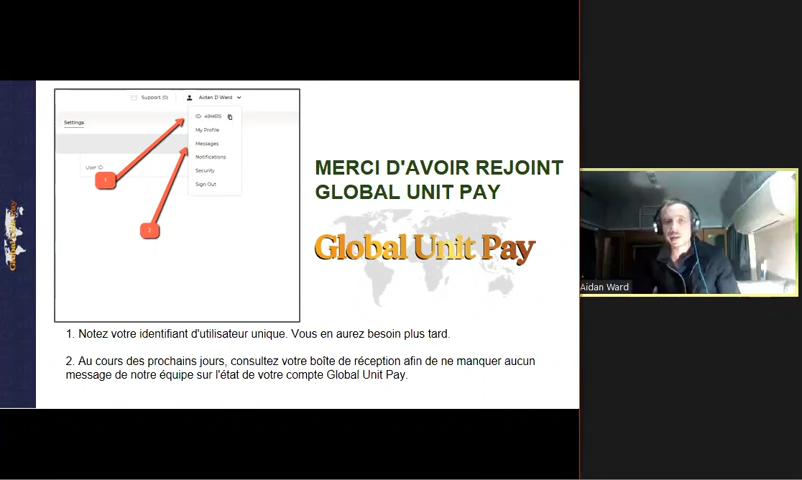 Support (0)
Aidan D Ward
Settings
My Profile
Messages
User ID
Notifications
Security
Sign Out
1
2
MERCI D'AVOIR REJOINT
GLOBAL UNIT PAY
Global Unit Pay
Global Unit Pay
Aidan Ward
1. Notez votre identifiant d'utilisateur unique. Vous en aurez besoin plus tard.
2. Au cours des prochains jours, consultez votre boîte de réception afin de ne manquer aucun
message de notre équipe sur l'état de votre compte Global Unit Pay.